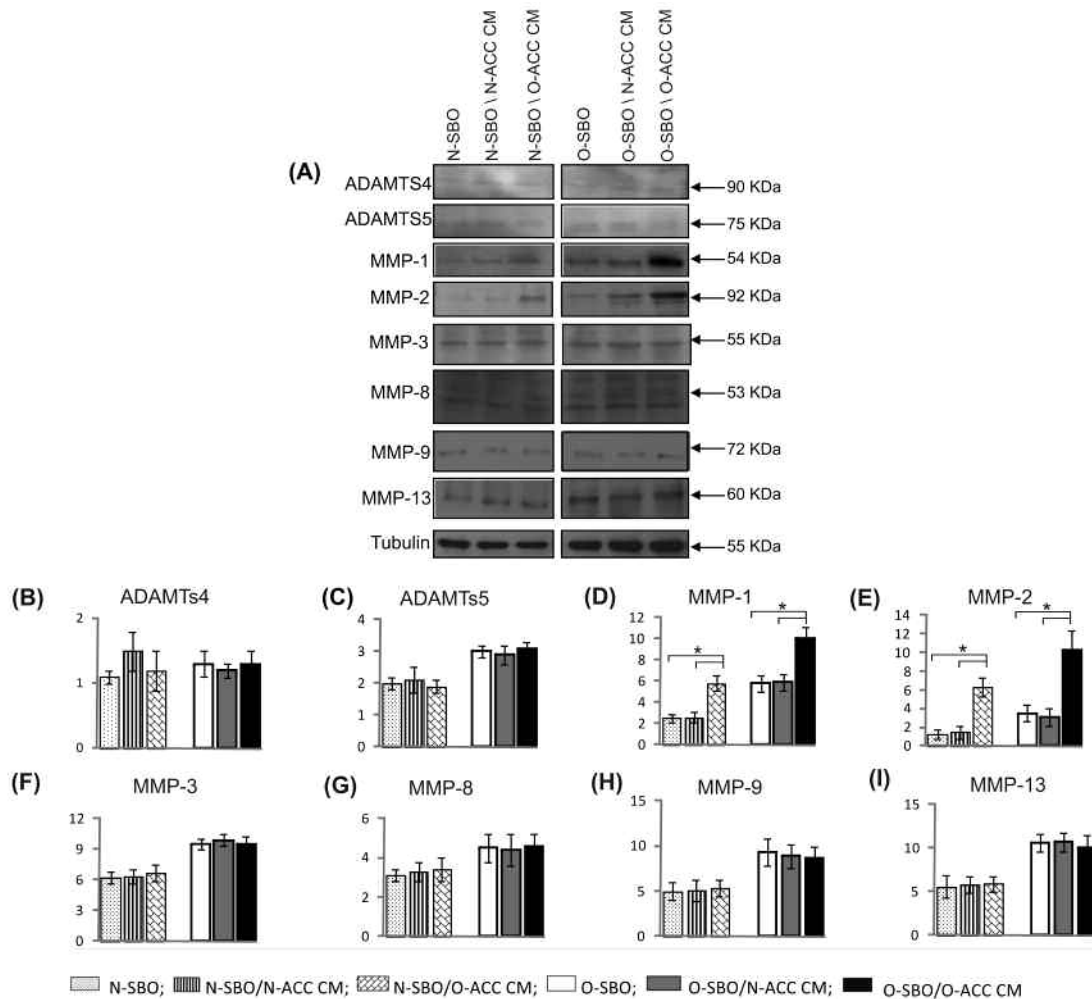 N-SBO
N-SBO \ N-ACC CM
N-SBO \ O-ACC CM
O-SBO
O-SBO \ N-ACC CM
O-SBO \ O-ACC CM
(A)
ADAMTS4
90 KDa
ADAMTS5
75 KDa
MMP-1
54 KDa
MMP-2
92 KDa
MMP-3
55 KDa
MMP-8
53 KDa
MMP-9
72 KDa
MMP-13
60 KDa
Tubulin
55 KDa
(B) ADAMTs4
2
1
0
(C) ADAMTs5
4
3
2
1
0
(D) MMP-1
12
10
8
6
4
2
0
*
*
(E) MMP-2
14
12
10
8
6
4
2
0
*
*
(F) MMP-3
12
9
6
3
0
(G) MMP-8
6
4
2
0
(H) MMP-9
15
10
5
0
(I) MMP-13
15
10
5
0
N-SBO; N-SBO/N-ACC CM; N-SBO/O-ACC CM; O-SBO; O-SBO/N-ACC CM; O-SBO/O-ACC CM